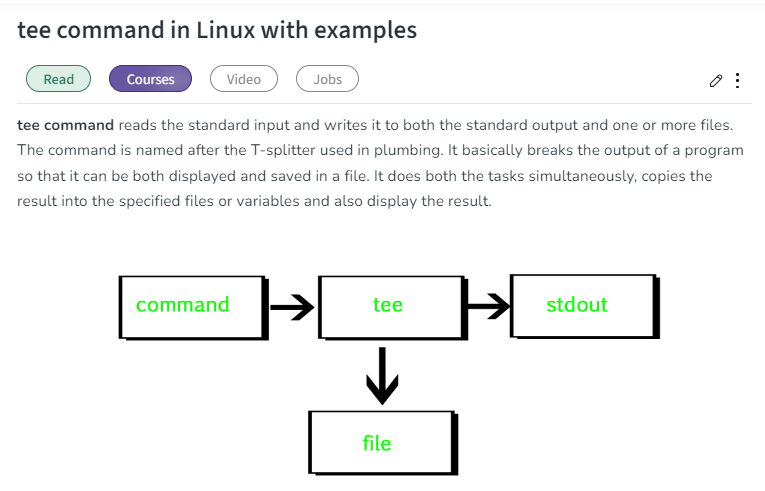 tee command in Linux with examples
Read
Courses
Video
Jobs
tee command reads the standard input and writes it to both the standard output and one or more files.
The command is named after the T-splitter used in plumbing. It basically breaks the output of a program
so that it can be both displayed and saved in a file. It does both the tasks simultaneously, copies the
result into the specified files or variables and also display the result.
command
tee
stdout
file